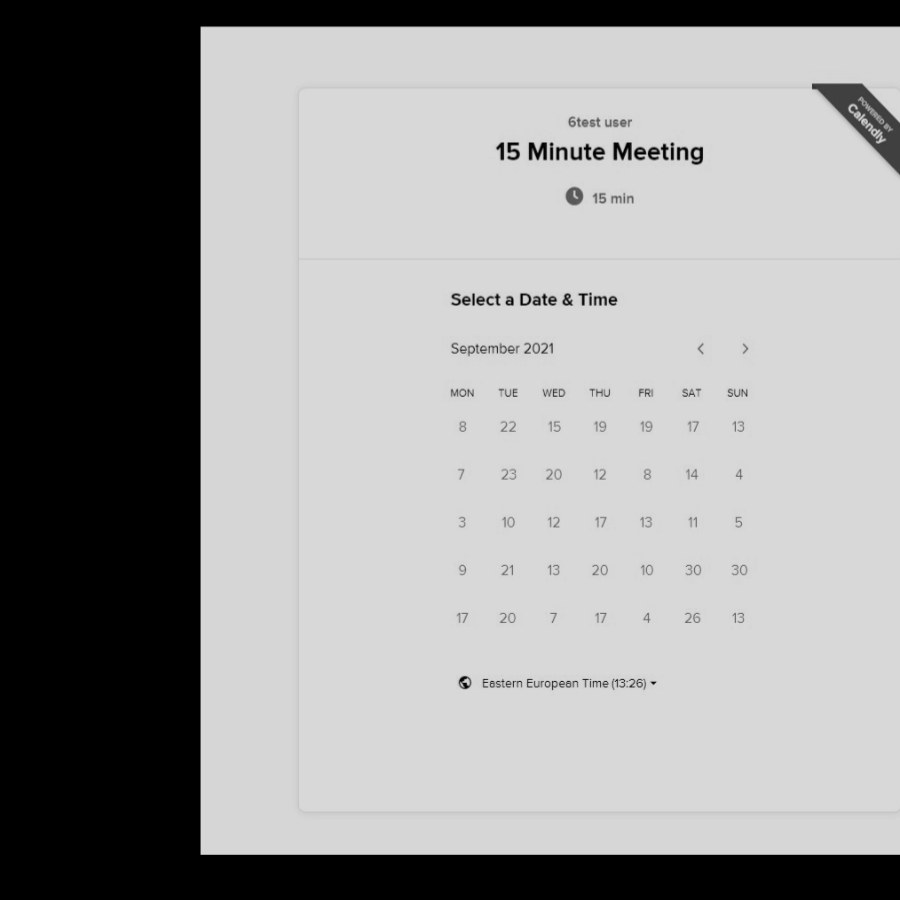 POWERED BY
Calendly
6test user
15 Minute Meeting
15 min
Select a Date & Time
September 2021
MON TUE WED THU FRI SAT SUN
8 22 15 19 19 17 13
7 23 20 12 8 14 4
3 10 12 17 13 11 5
9 21 13 20 10 30 30
17 20 7 17 4 26 13
Eastern European Time (13:26)